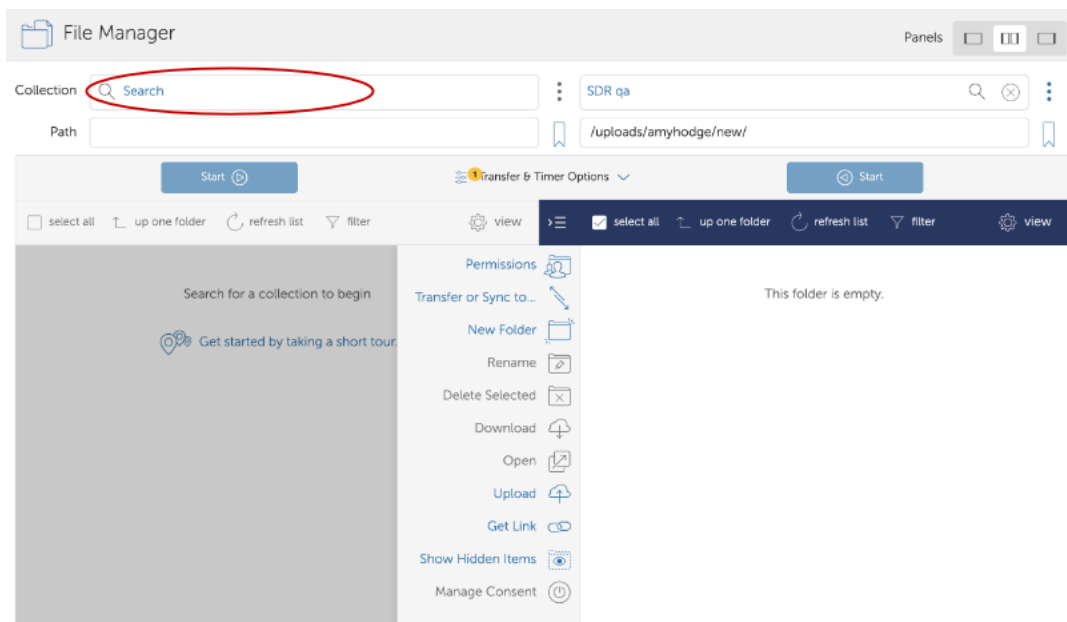 File Manager
Panels
Collection
Search
SDR qa
Path
/uploads/amyhodge/new/
Start
1
Transfer & Timer Options
Start
select all up one folder refresh list filter view
select all up one folder refresh list filter view
Permissions
Search for a collection to begin
Transfer or Sync to...
This folder is empty.
New Folder
Get started by taking a short tour.
Rename
Delete Selected
Download
Open
Upload
Get Link
Show Hidden Items
Manage Consent